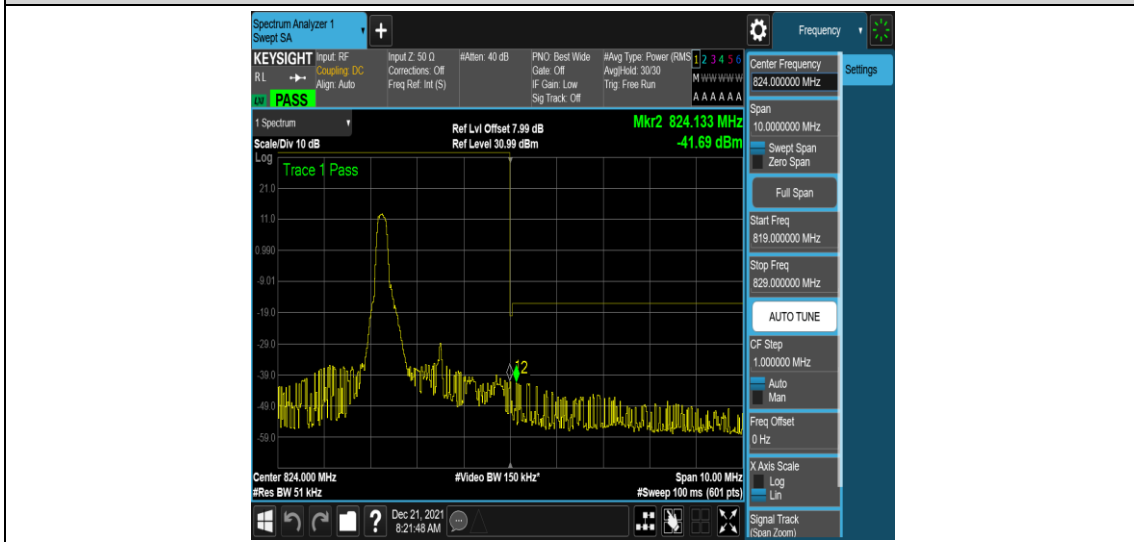 Spectrum Analyzer 1
Swept SA
Frequency
KEYSIGHT
RL
PASS
Input: RF
Coupling: DC
Align: Auto
Input Z: 50 Ω
Corrections: Off
Freq Ref: Int (S)
#Atten: 40 dB
PNO: Best Wide
Gate: Off
IF Gain: Low
Sig Track: Off
#Avg Type: Power (RMS
Avg|Hold: 30/30
Trig: Free Run
1 2 3 4 5 6
M W W W W W
A A A A A A
1 Spectrum
Scale/Div 10 dB
Ref Lvl Offset 7.99 dB
Ref Level 30.99 dBm
Mkr2 824.133 MHz
-41.69 dBm
Log
Trace 1 Pass
21.0
11.0
0.990
-9.01
-19.0
-29.0
-39.0
-49.0
-59.0
12
Center 824.000 MHz
#Video BW 150 kHz*
Span 10.00 MHz
#Res BW 51 kHz
#Sweep 100 ms (601 pts)
Dec 21, 2021
8:21:48 AM
Center Frequency
824.000000 MHz
Settings
Span
10.0000000 MHz
Swept Span
Zero Span
Full Span
Start Freq
819.000000 MHz
Stop Freq
829.000000 MHz
AUTO TUNE
CF Step
1.000000 MHz
Auto
Man
Freq Offset
0 Hz
X Axis Scale
Log
Lin
Signal Track
(Span Zoom)